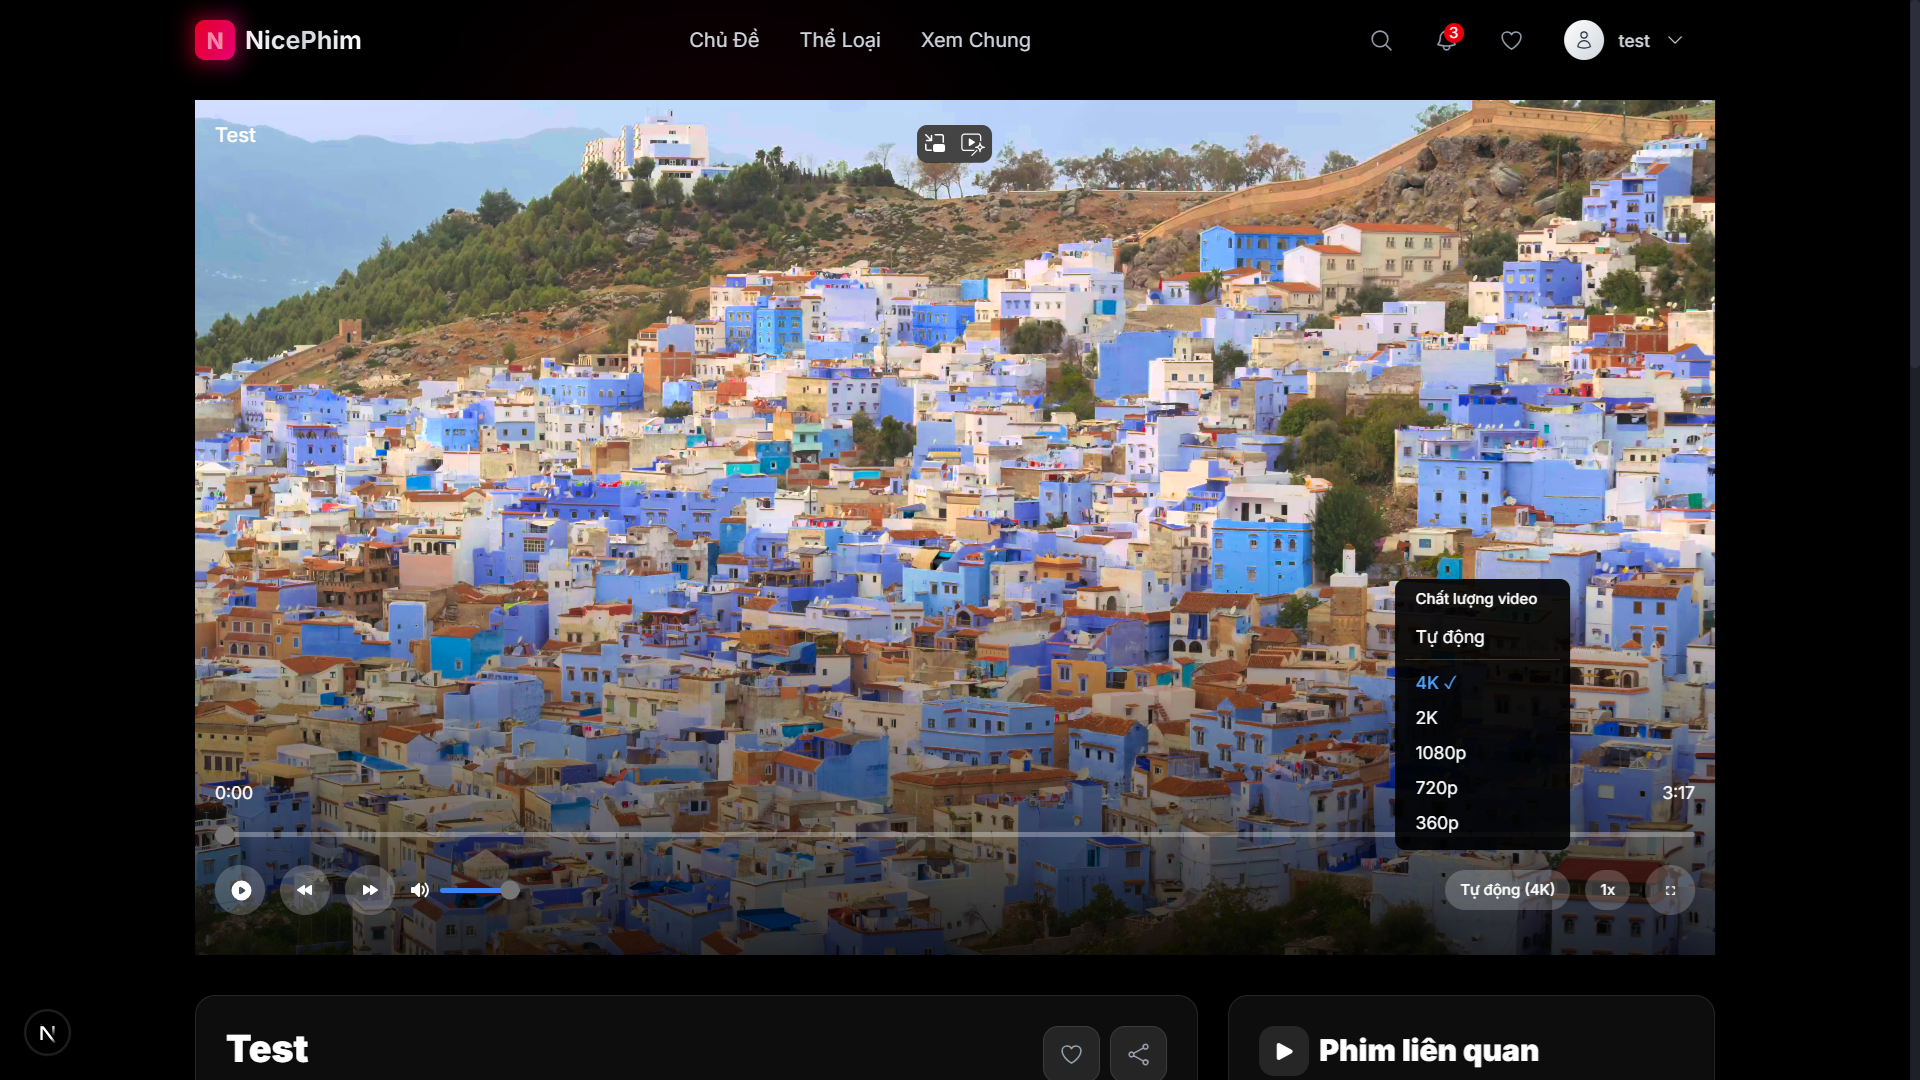 N NicePhim
Chủ Đề Thể Loại Xem Chung
3
test
Test
Chất lượng video
Tự động
4K ✓
2K
1080p
720p
360p
0:00
3:17
Tự động (4K) 1x
N
Test
Phim liên quan